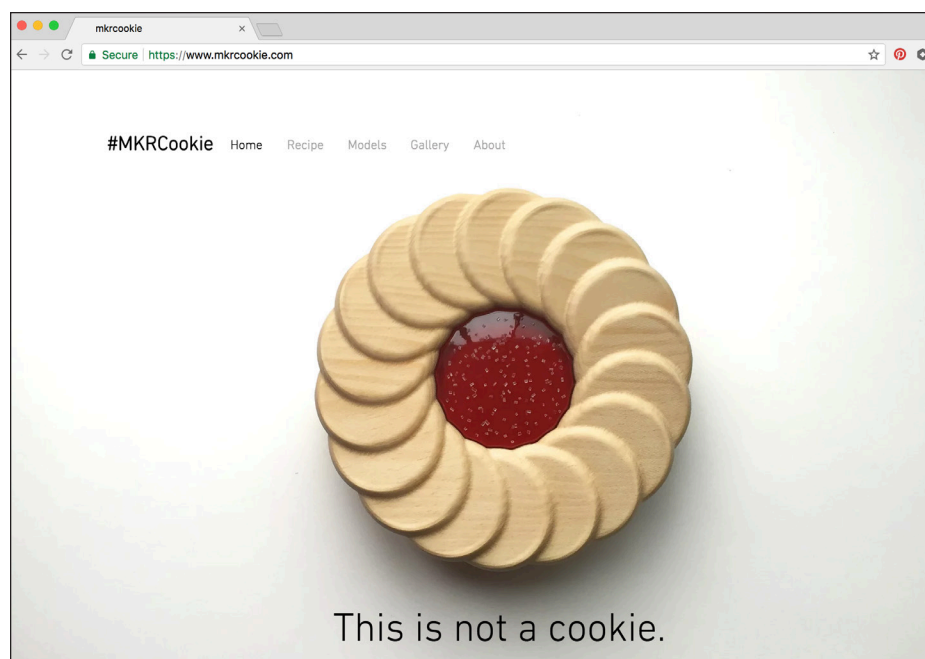 mkrcookie
Secure https://www.mkrcookie.com
#MKRCookie Home Recipe Models Gallery About
This is not a cookie.